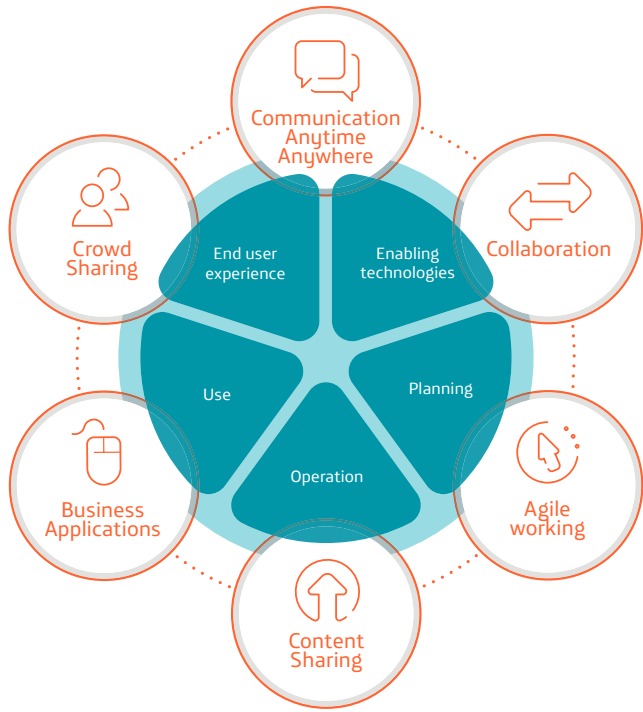 Communication
Anytime
Anywhere
Crowd
Sharing
Collaboration
End user
experience
Enabling
technologies
Use
Planning
Operation
Business
Applications
Agile
working
Content
Sharing